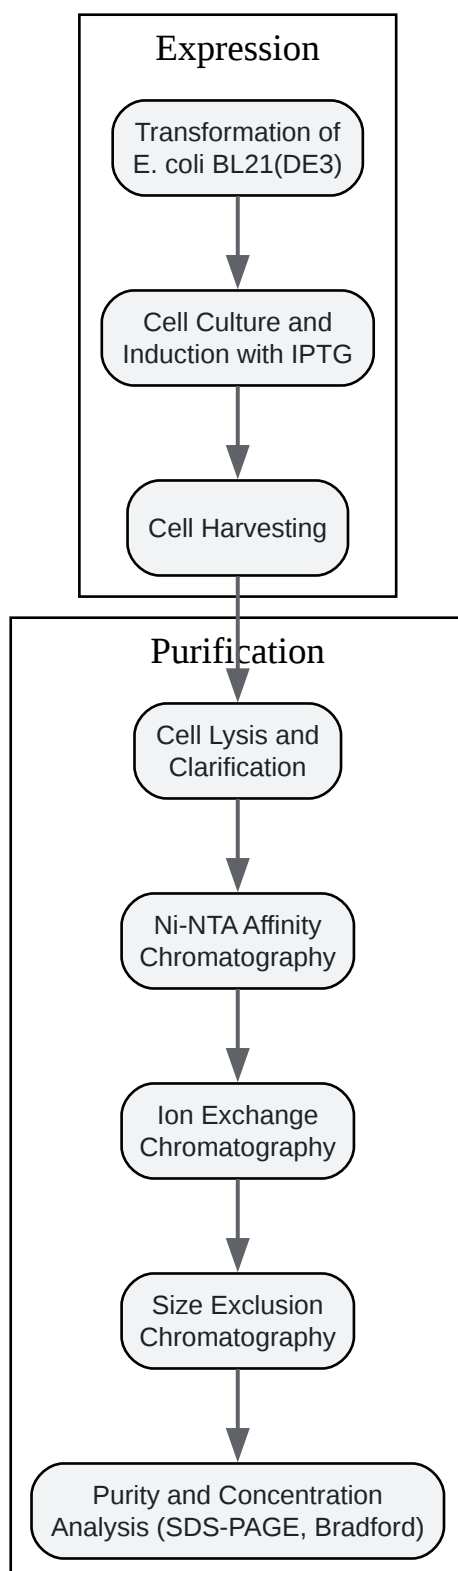 Expression
Transformation of
E. coli BL21(DE3)
Cell Culture and
Induction with IPTG
Cell Harvesting
Purification
Cell Lysis and
Clarification
Ni-NTA Affinity
Chromatography
Ion Exchange
Chromatography
Size Exclusion
Chromatography
Purity and Concentration
Analysis (SDS-PAGE, Bradford)